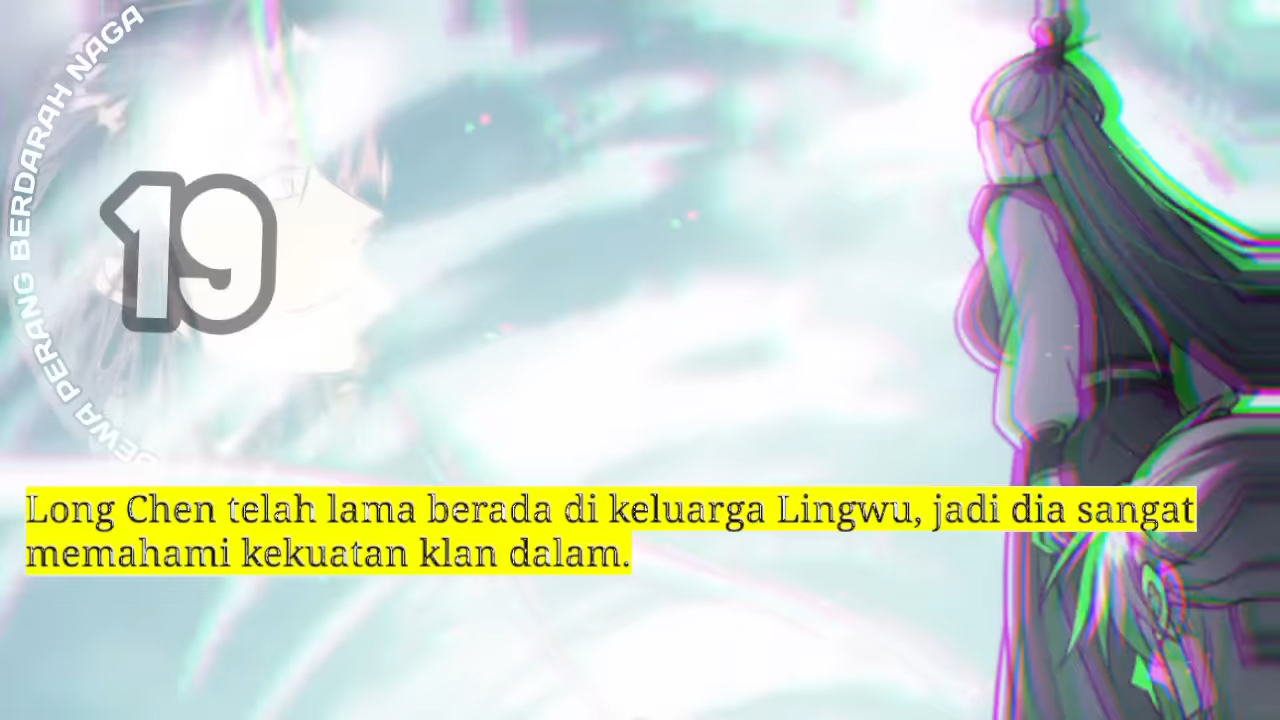 DEWA PERANG BERDARAH NAGA
19
Long Chen telah lama berada di keluarga Lingwu, jadi dia sangat
memahami kekuatan klan dalam.